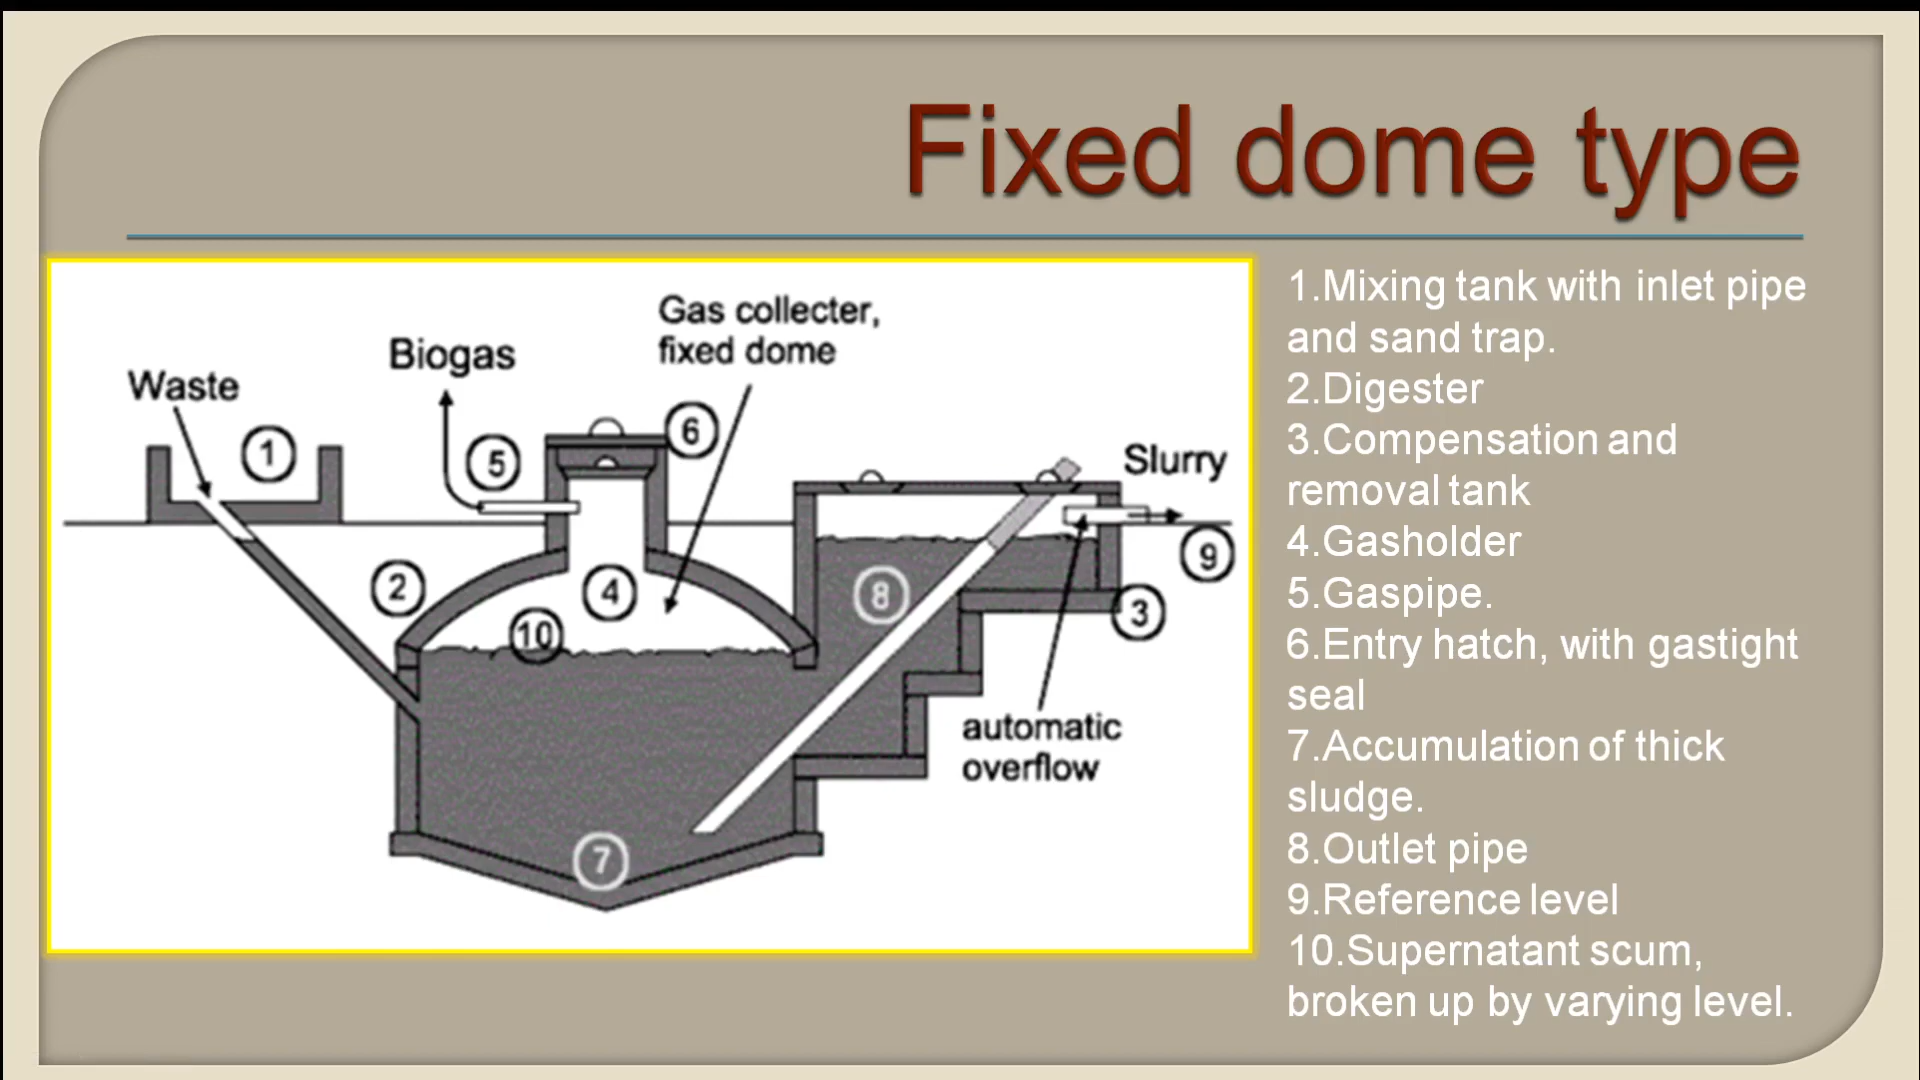 Fixed dome type
Gas collecter,
fixed dome
Biogas
Waste
1
5
6
Slurry
9
2
4
8
3
10
automatic
overflow
7
1.Mixing tank with inlet pipe
and sand trap.
2.Digester
3.Compensation and
removal tank
4.Gasholder
5.Gaspipe.
6.Entry hatch, with gastight
seal
7.Accumulation of thick
sludge.
8.Outlet pipe
9.Reference level
10.Supernatant scum,
broken up by varying level.